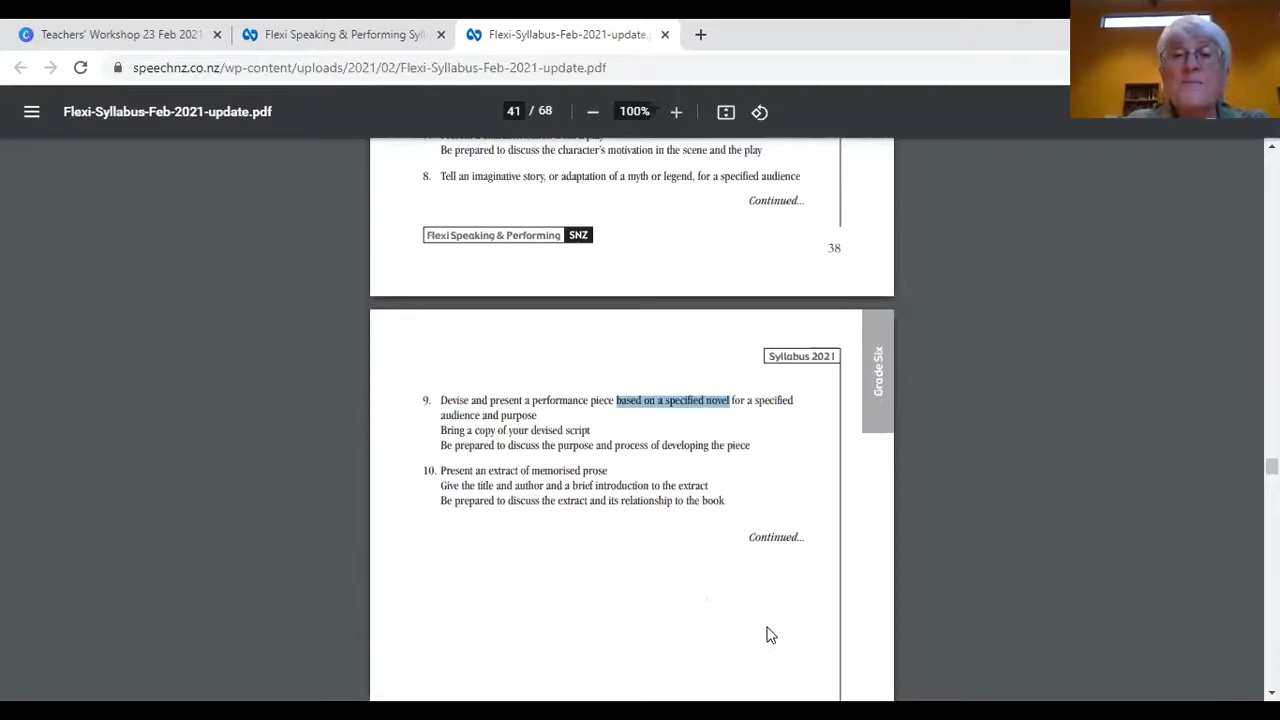 Teachers' Workshop 23 Feb 2021
Flexi Speaking & Performing Syll
Flexi-Syllabus-Feb-2021-update.p
speechnz.co.nz/wp-content/uploads/2021/02/Flexi-Syllabus-Feb-2021-update.pdf
Flexi-Syllabus-Feb-2021-update.pdf
41 / 68
100%
Be prepared to discuss the character's motivation in the scene and the play
8. Tell an imaginative story, or adaptation of a myth or legend, for a specified audience
Continued...
Flexi Speaking & Performing SNZ
38
Syllabus 2021
Grade Six
9. Devise and present a performance piece based on a specified novel for a specified
audience and purpose
Bring a copy of your devised script
Be prepared to discuss the purpose and process of developing the piece
10. Present an extract of memorised prose
Give the title and author and a brief introduction to the extract
Be prepared to discuss the extract and its relationship to the book
Continued...